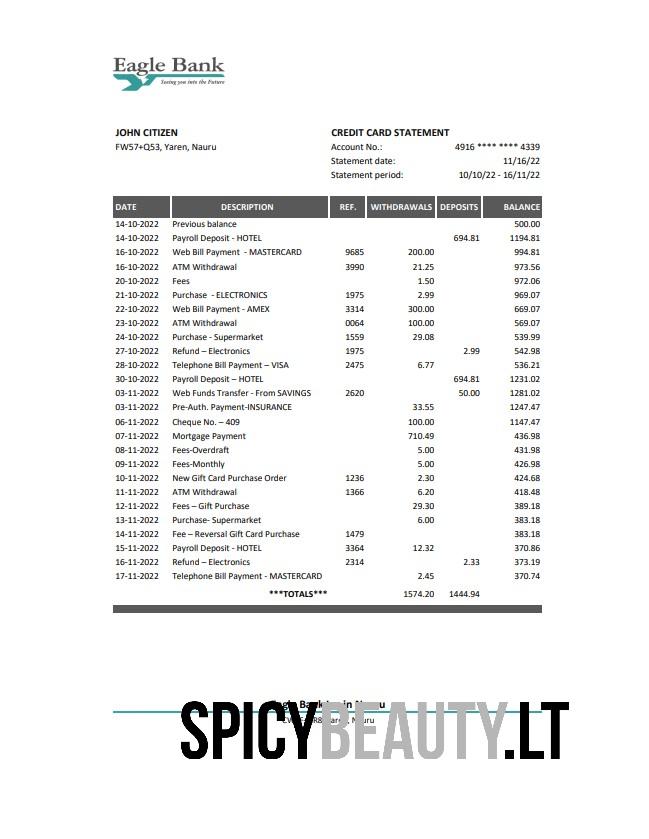 Eagle Bank
Seeing you into the Future
JOHN CITIZEN CREDIT CARD STATEMENT
FW57+Q53, Yaren, Nauru Account No.: 4916 **** **** 4339
Statement date: 11/16/22
Statement period: 10/10/22 - 16/11/22
DATE DESCRIPTION REF. WITHDRAWALS DEPOSITS BALANCE
14-10-2022 Previous balance 500.00
14-10-2022 Payroll Deposit - HOTEL 694.81 1194.81
16-10-2022 Web Bill Payment - MASTERCARD 9685 200.00 994.81
16-10-2022 ATM Withdrawal 3990 21.25 973.56
20-10-2022 Fees 1.50 972.06
21-10-2022 Purchase - ELECTRONICS 1975 2.99 969.07
22-10-2022 Web Bill Payment - AMEX 3314 300.00 669.07
23-10-2022 ATM Withdrawal 0064 100.00 569.07
24-10-2022 Purchase - Supermarket 1559 29.08 539.99
27-10-2022 Refund – Electronics 1975 2.99 542.98
28-10-2022 Telephone Bill Payment – VISA 2475 6.77 536.21
30-10-2022 Payroll Deposit – HOTEL 694.81 1231.02
03-11-2022 Web Funds Transfer - From SAVINGS 2620 50.00 1281.02
03-11-2022 Pre-Auth. Payment-INSURANCE 33.55 1247.47
06-11-2022 Cheque No. – 409 100.00 1147.47
07-11-2022 Mortgage Payment 710.49 436.98
08-11-2022 Fees-Overdraft 5.00 431.98
09-11-2022 Fees-Monthly 5.00 426.98
10-11-2022 New Gift Card Purchase Order 1236 2.30 424.68
11-11-2022 ATM Withdrawal 1366 6.20 418.48
12-11-2022 Fees – Gift Purchase 29.30 389.18
13-11-2022 Purchase- Supermarket 6.00 383.18
14-11-2022 Fee – Reversal Gift Card Purchase 1479 383.18
15-11-2022 Payroll Deposit - HOTEL 3364 12.32 370.86
16-11-2022 Refund – Electronics 2314 2.33 373.19
17-11-2022 Telephone Bill Payment - MASTERCARD 2.45 370.74
***TOTALS*** 1574.20 1444.94
SPICYBEAUTY.LT